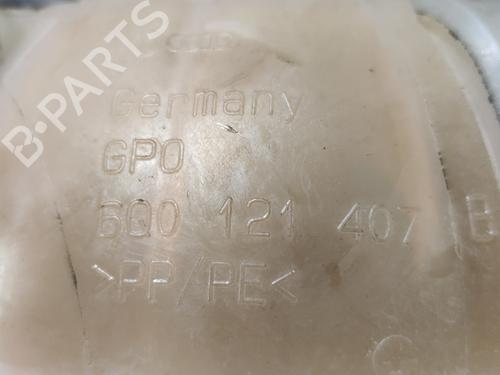 B-PARTS
Germany
GPO
6Q0 121 407 B
>PP/PE<